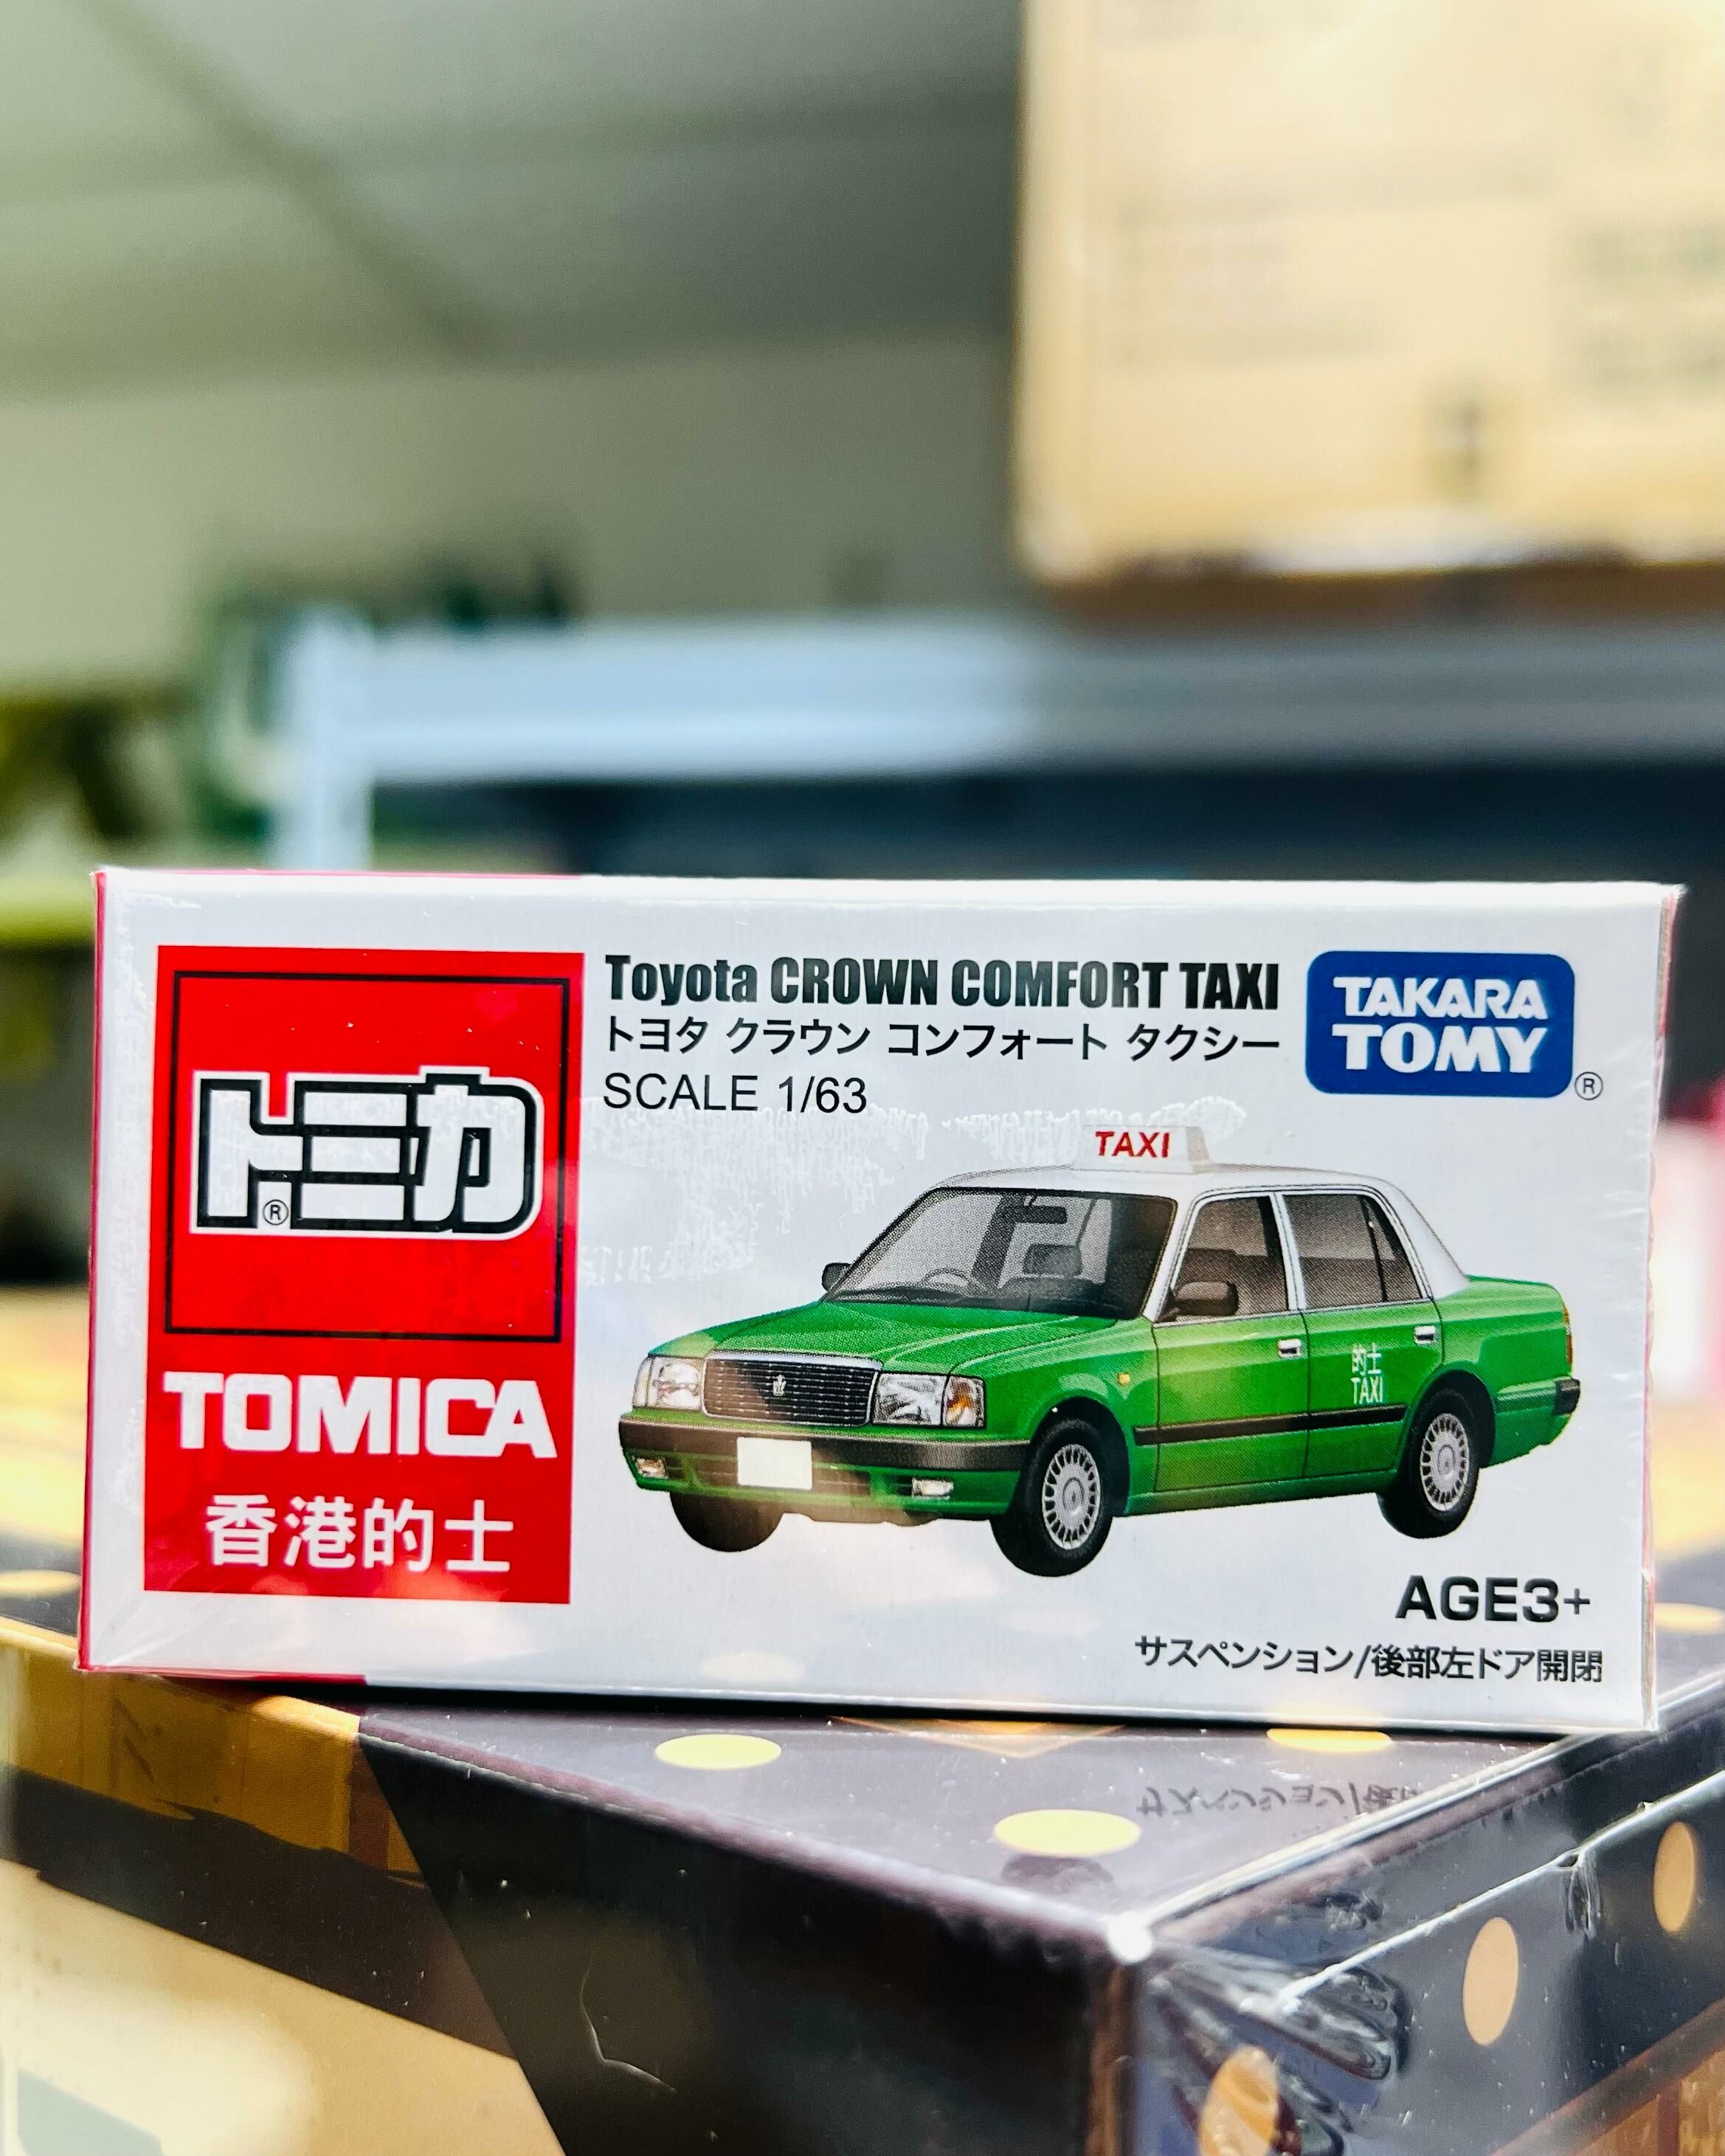 トミカ®
TOMICA
香港的士
Toyota CROWN COMFORT TAXI
トヨタ クラウン コンフォート タクシー
SCALE 1/63
TAKARA
TOMY®
TAXI
的士
TAXI
AGE3+
サスペンション/後部左ドア開閉